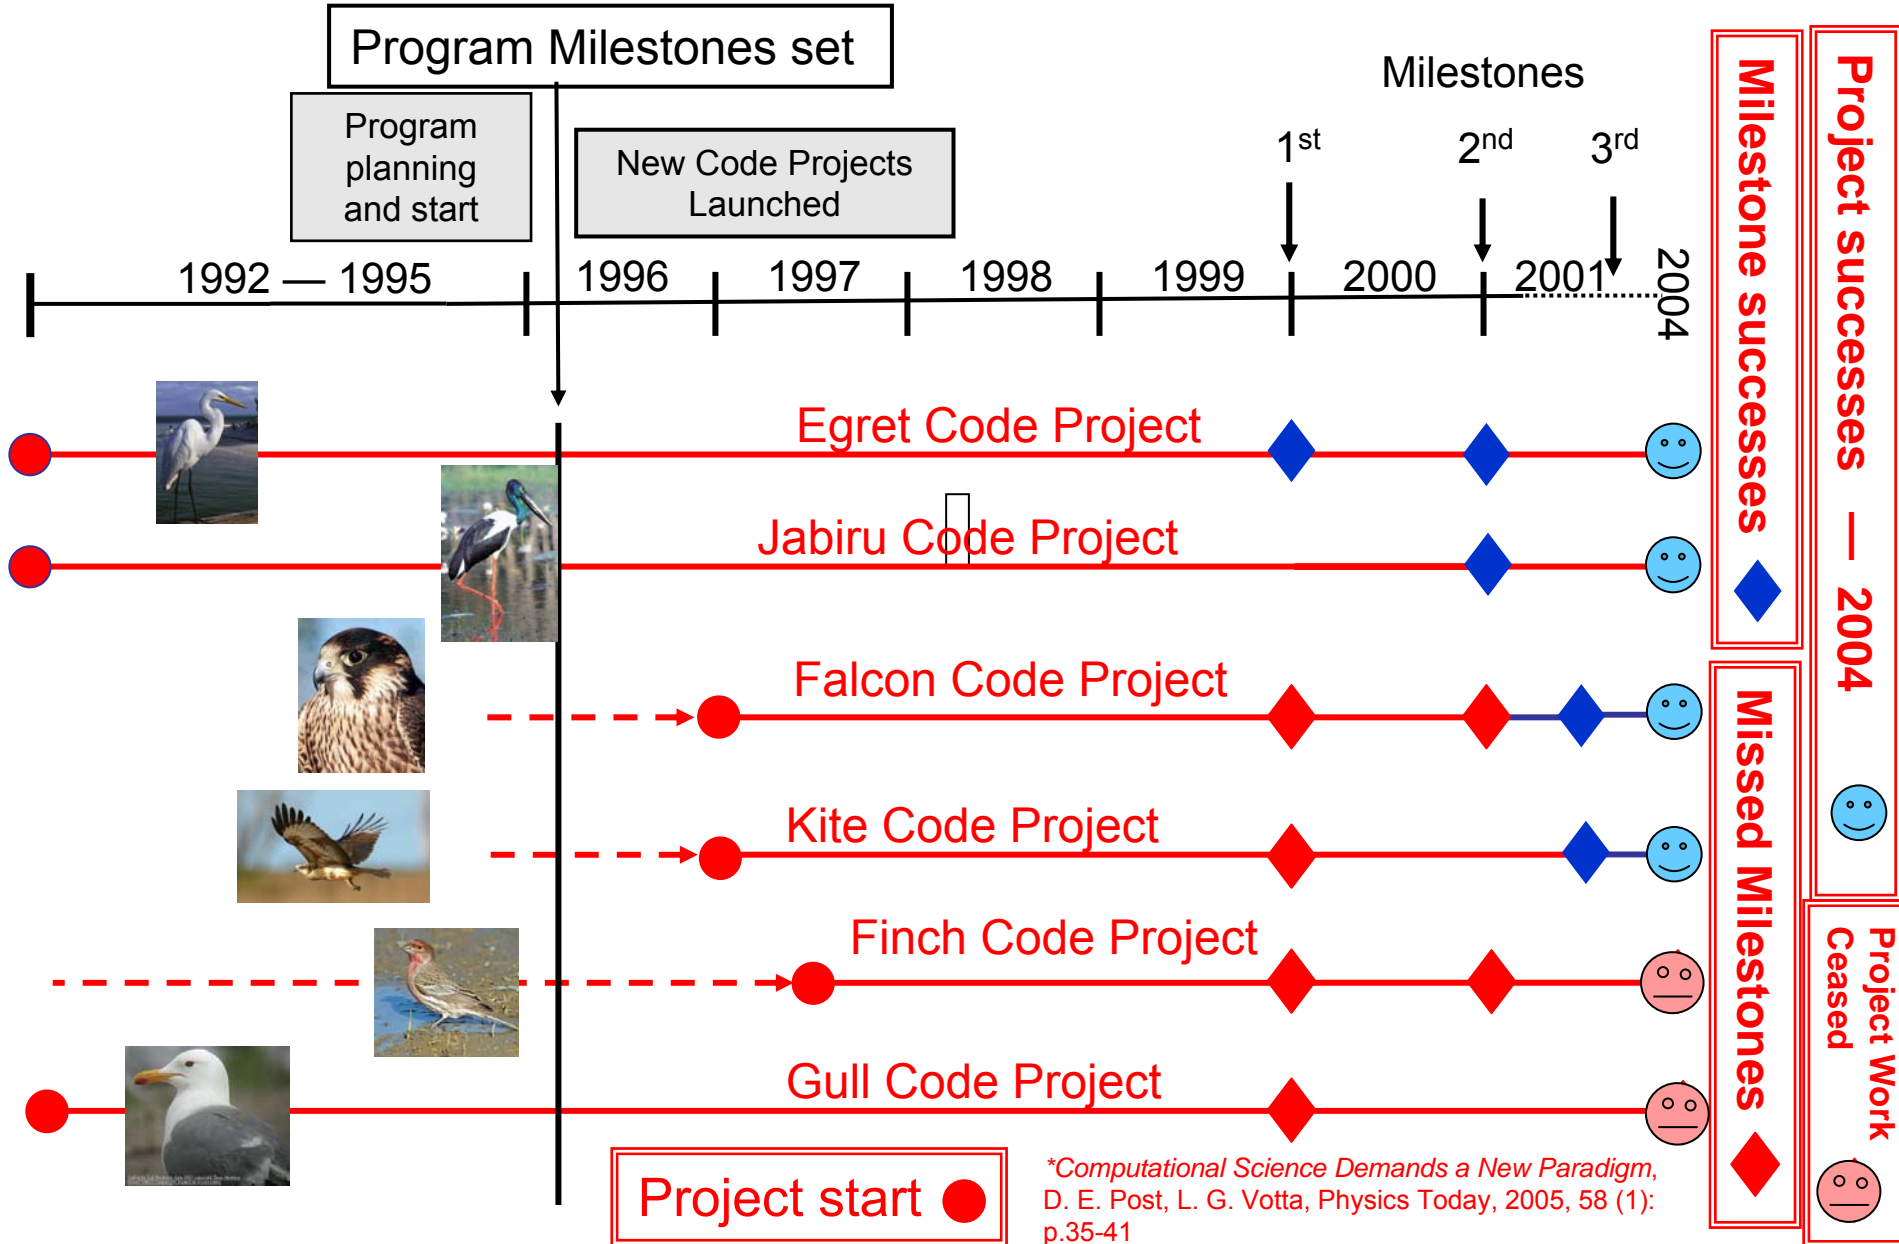 Program Milestones set
Program
planning
and start
New Code Projects
Launched
Milestones
1st
2nd
3rd
1992 — 1995
1996
1997
1998
1999
2000
2001
2004
Egret Code Project
Jabiru Code Project
Falcon Code Project
Kite Code Project
Finch Code Project
Gull Code Project
Project start
*Computational Science Demands a New Paradigm,
D. E. Post, L. G. Votta, Physics Today, 2005, 58 (1):
p.35-41
Milestone successes
Missed Milestones
Project successes — 2004
Project Work
Ceased